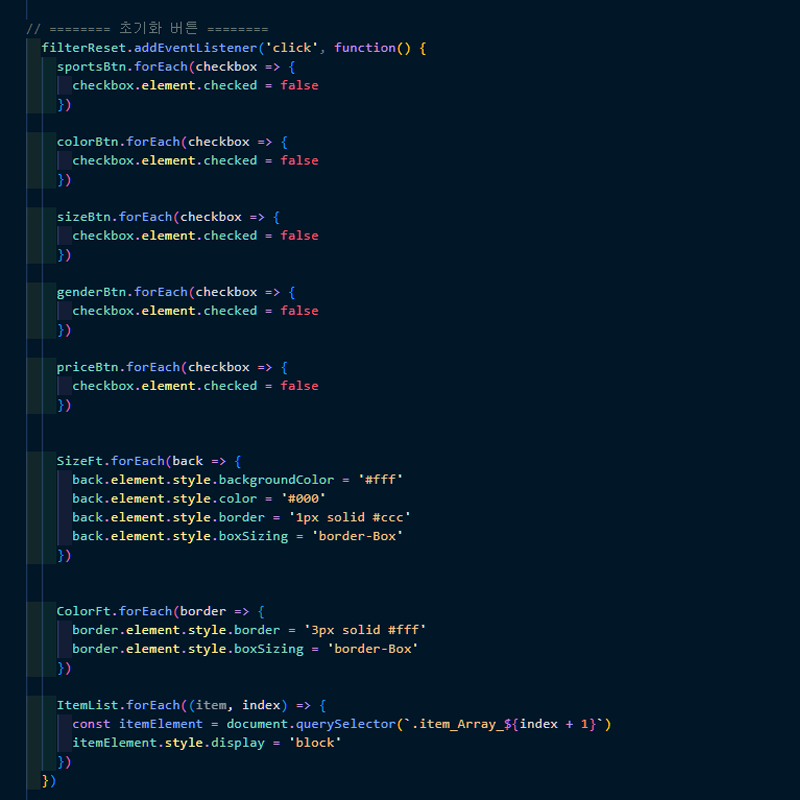 // ======== 초기화 버튼 ========
filterReset.addEventListener('click', function() {
sportsBtn.forEach(checkbox => {
checkbox.element.checked = false
})
colorBtn.forEach(checkbox => {
checkbox.element.checked = false
})
sizeBtn.forEach(checkbox => {
checkbox.element.checked = false
})
genderBtn.forEach(checkbox => {
checkbox.element.checked = false
})
priceBtn.forEach(checkbox => {
checkbox.element.checked = false
})
SizeFt.forEach(back => {
back.element.style.backgroundColor = '#fff'
back.element.style.color = '#000'
back.element.style.border = '1px solid #ccc'
back.element.style.boxSizing = 'border-Box'
})
ColorFt.forEach(border => {
border.element.style.border = '3px solid #fff'
border.element.style.boxSizing = 'border-Box'
})
ItemList.forEach((item, index) => {
const itemElement = document.querySelector(`.item_Array_${index + 1}`)
itemElement.style.display = 'block'
})
})